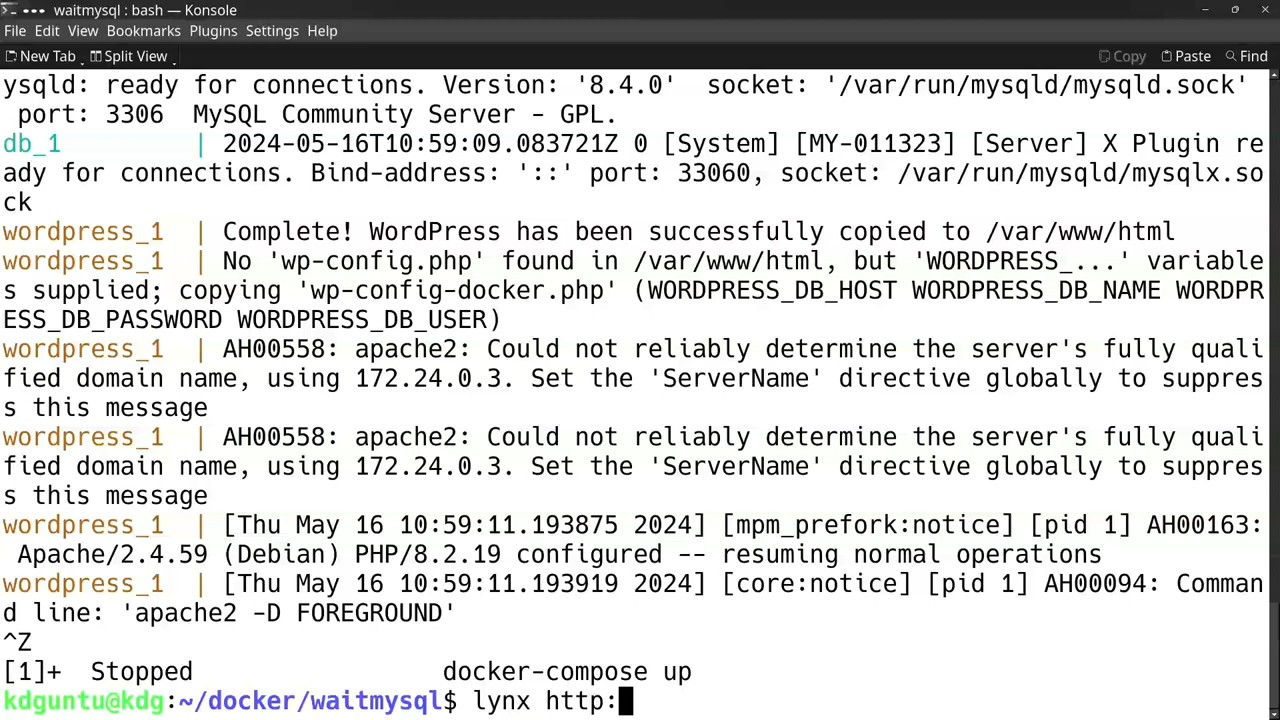 waitmysql : bash — Konsole
File Edit View Bookmarks Plugins Settings Help
New Tab Split View Copy Paste Find
ysqld: ready for connections. Version: '8.4.0'  socket: '/var/run/mysqld/mysqld.sock'
 port: 3306  MySQL Community Server - GPL.
db_1         | 2024-05-16T10:59:09.083721Z 0 [System] [MY-011323] [Server] X Plugin re
ady for connections. Bind-address: '::' port: 33060, socket: /var/run/mysqld/mysqlx.so
ck
wordpress_1  | Complete! WordPress has been successfully copied to /var/www/html
wordpress_1  | No 'wp-config.php' found in /var/www/html, but 'WORDPRESS_...' variable
s supplied; copying 'wp-config-docker.php' (WORDPRESS_DB_HOST WORDPRESS_DB_NAME WORDPR
ESS_DB_PASSWORD WORDPRESS_DB_USER)
wordpress_1  | AH00558: apache2: Could not reliably determine the server's fully quali
fied domain name, using 172.24.0.3. Set the 'ServerName' directive globally to suppres
s this message
wordpress_1  | AH00558: apache2: Could not reliably determine the server's fully quali
fied domain name, using 172.24.0.3. Set the 'ServerName' directive globally to suppres
s this message
wordpress_1  | [Thu May 16 10:59:11.193875 2024] [mpm_prefork:notice] [pid 1] AH00163:
 Apache/2.4.59 (Debian) PHP/8.2.19 configured -- resuming normal operations
wordpress_1  | [Thu May 16 10:59:11.193919 2024] [core:notice] [pid 1] AH00094: Comman
d line: 'apache2 -D FOREGROUND'
^Z
[1]+  Stopped                 docker-compose up
kdguntu@kdg:~/docker/waitmysql$ lynx http: